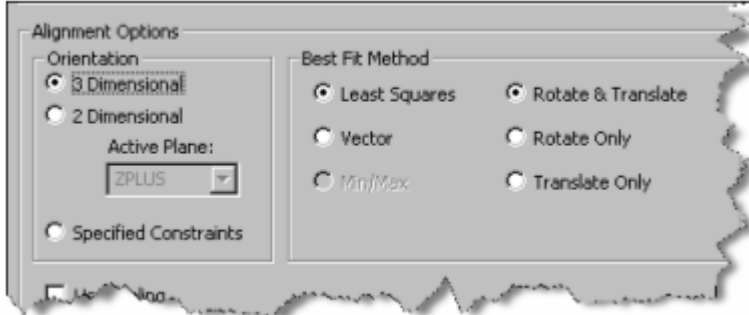 Alignment Options
Orientation
3 Dimensional
2 Dimensional
Active Plane:
ZPLUS
Specified Constraints
Best Fit Method
Least Squares
Rotate & Translate
Vector
Rotate Only
Min/Max
Translate Only